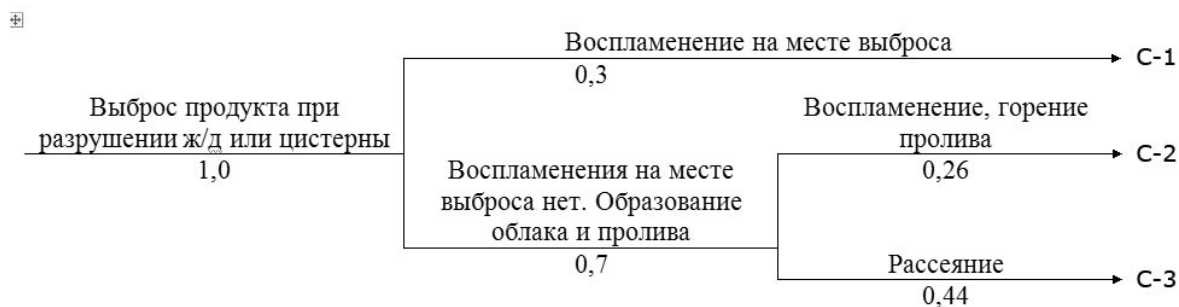 Воспламенение на месте выброса
0,3
С-1
Выброс продукта при
разрушении ж/д или цистерны
1,0
Воспламенение, горение
пролива
0,26
С-2
Воспламенения на месте
выброса нет. Образование
облака и пролива
0,7
Рассеяние
0,44
С-3